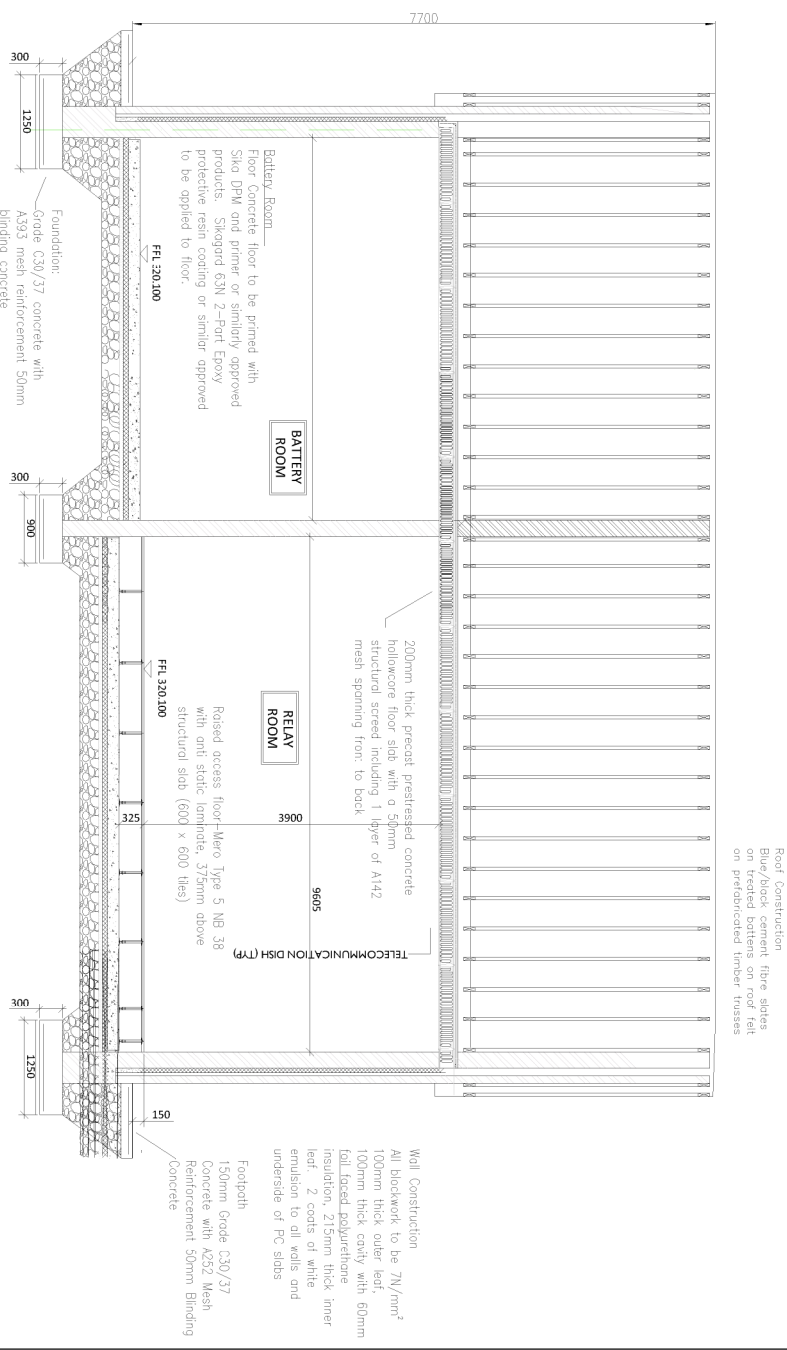 Roof Construction
Blue/black cement fibre slates
on treated battens on roof felt
on prefabricated timber trusses
7700
200mm thick precast prestressed concrete
hollowcore floor slab with a 50mm
structural screed including 1 layer of A142
mesh spanning from to back
TELECOMMUNICATION DISH (TYP)
Wall Construction
All blockwork to be 7N/mm²
100mm thick outer leaf,
100mm thick cavity with 60mm
foil faced polyurethane
insulation, 215mm thick inner
leaf. 2 coats of white
emulsion to all walls and
underside of PC slabs
BATTERY
ROOM
RELAY
ROOM
3900
9605
325
Battery Room
Floor Concrete floor to be primed with
Sika DPM and primer or similarly approved
products. Sikagard 63N 2-Part Epoxy
protective resin coating or similar approved
to be applied to floor.
FFL 320.100
Raised access floor-Mero Type 5 NB 38
with anti static laminate, 375mm above
structural slab (600 x 600 tiles)
FFL 320.100
150
Footpath
150mm Grade C30/37
Concrete with A252 Mesh
Reinforcement 50mm Blinding
Concrete
300
1250
300
900
300
1250
Foundation:
Grade C30/37 concrete with
A393 mesh reinforcement 50mm
blinding concrete